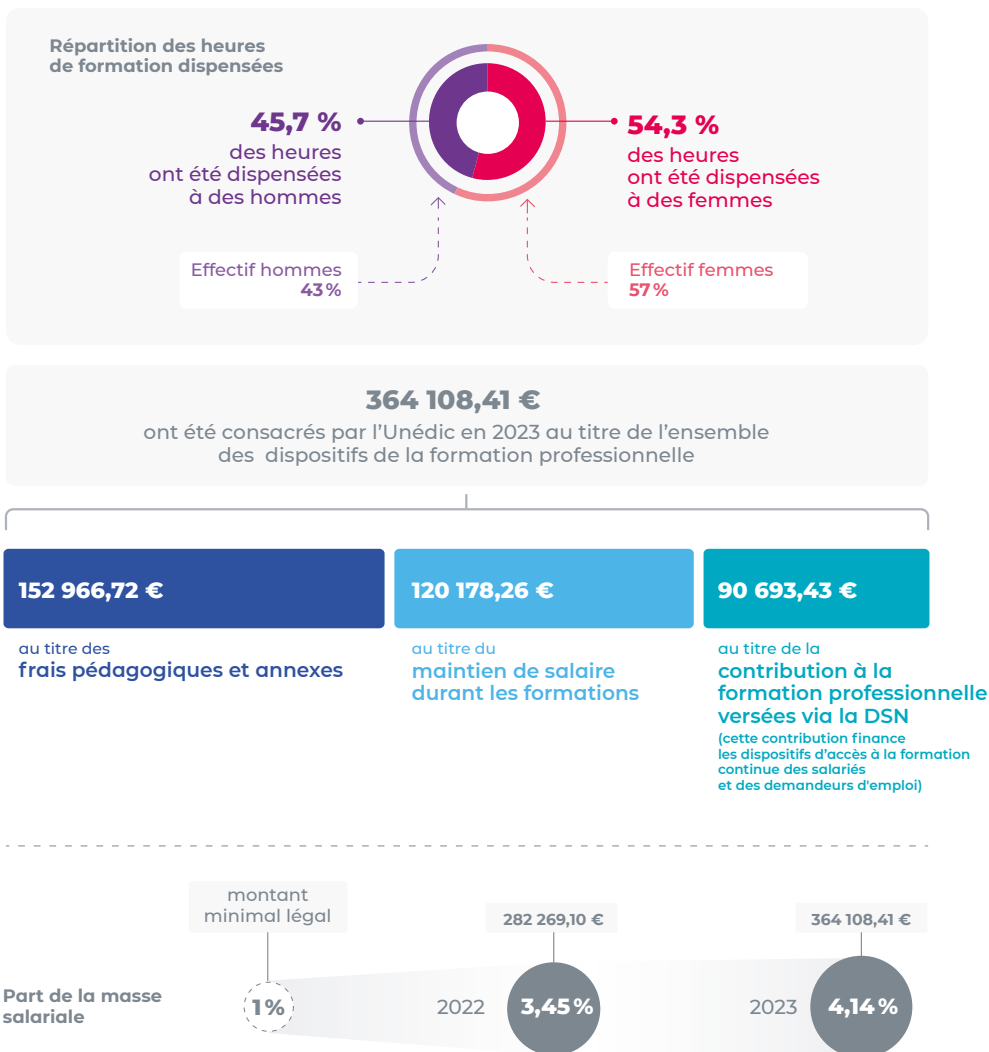 Répartition des heures
de formation dispensées
45,7 %
des heures
ont été dispensées
à des hommes
54,3 %
des heures
ont été dispensées
à des femmes
Effectif hommes
43 %
Effectif femmes
57 %
364 108,41 €
ont été consacrés par l'Unédic en 2023 au titre de l'ensemble
des dispositifs de la formation professionnelle
152 966,72 €
au titre des
frais pédagogiques et annexes
120 178,26 €
au titre du
maintien de salaire
durant les formations
90 693,43 €
au titre de la
contribution à la
formation professionnelle
versées via la DSN
(cette contribution finance
les dispositifs d'accès à la formation
continue des salariés
et des demandeurs d'emploi)
montant
minimal légal
282 269,10 €
364 108,41 €
Part de la masse
salariale
1 %
2022
3,45 %
2023
4,14 %